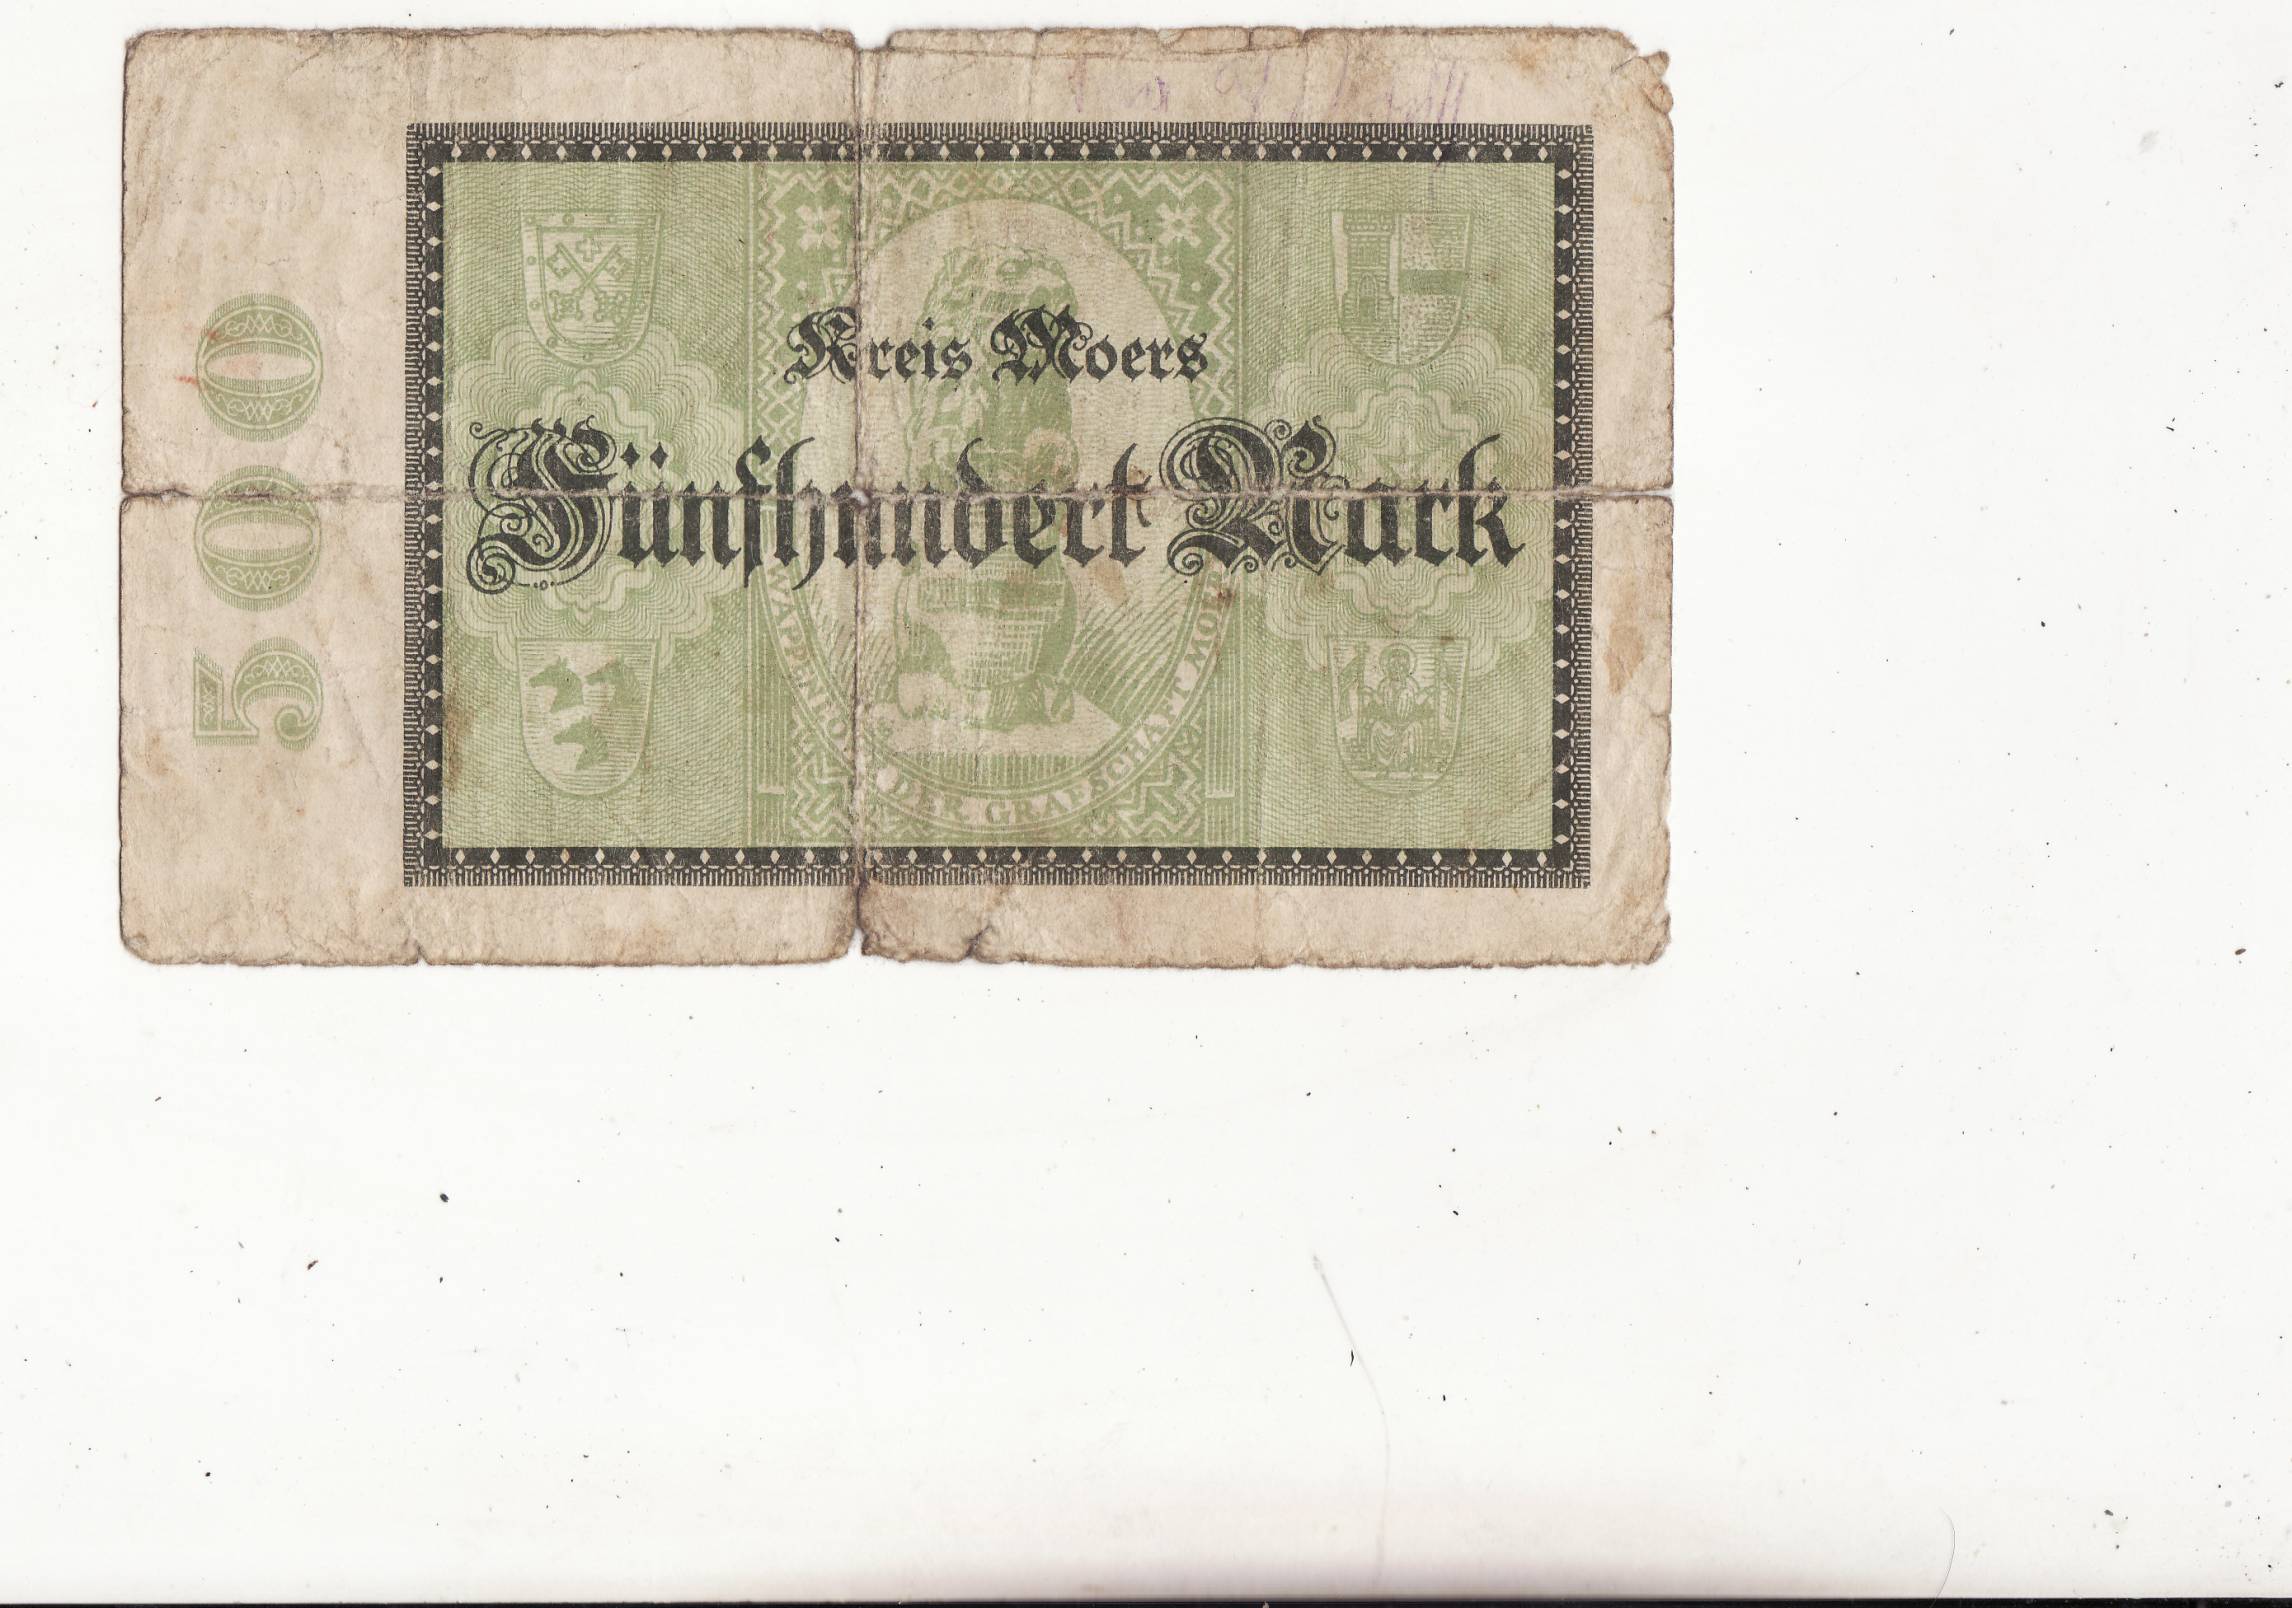 Kreis Moers
Fünfhundert Mark
500
DER GRAFSCHAFT